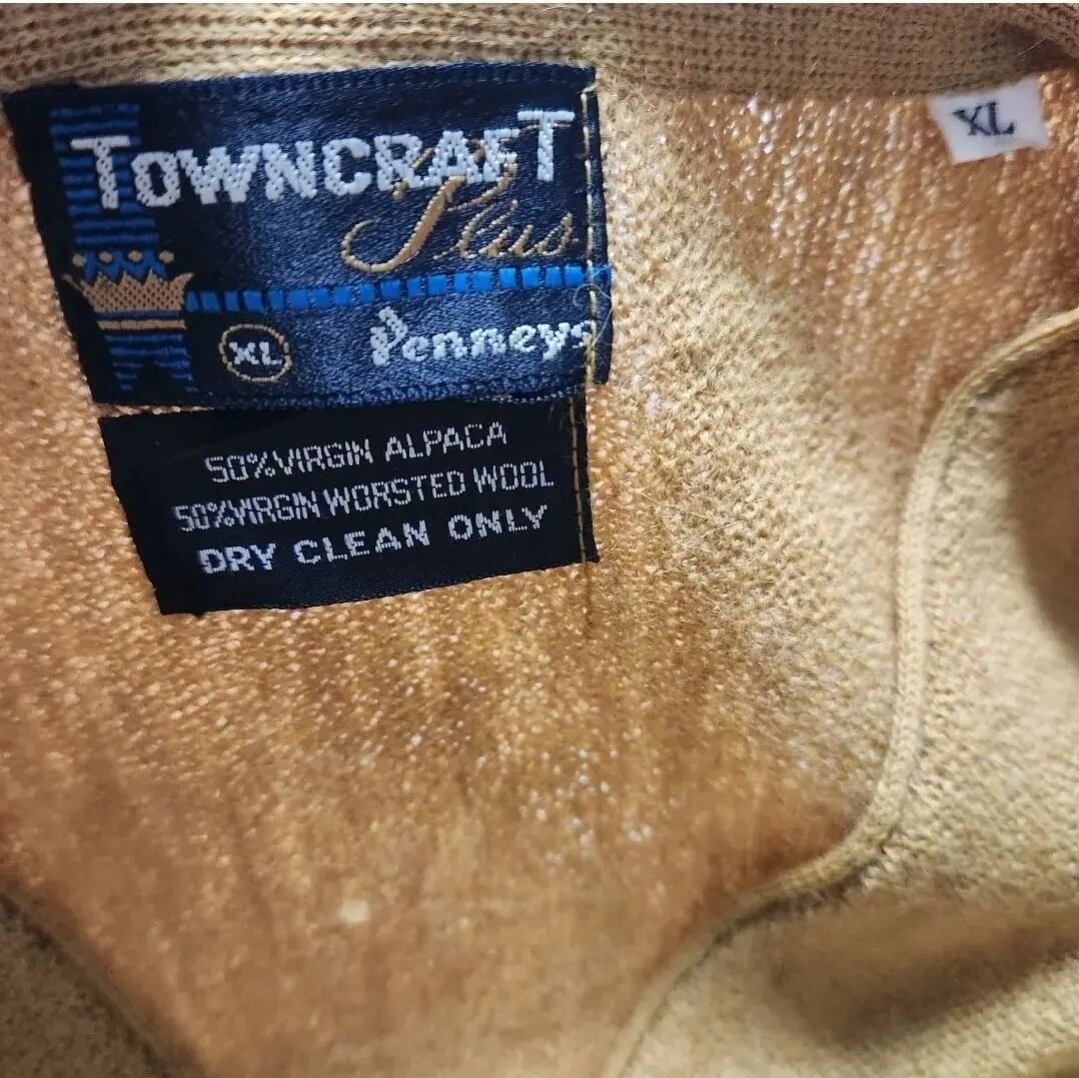 TOWNCRAFT
Plus
XL
Penneys
50% VIRGIN ALPACA
50% VIRGIN WORSTED WOOL
DRY CLEAN ONLY
XL